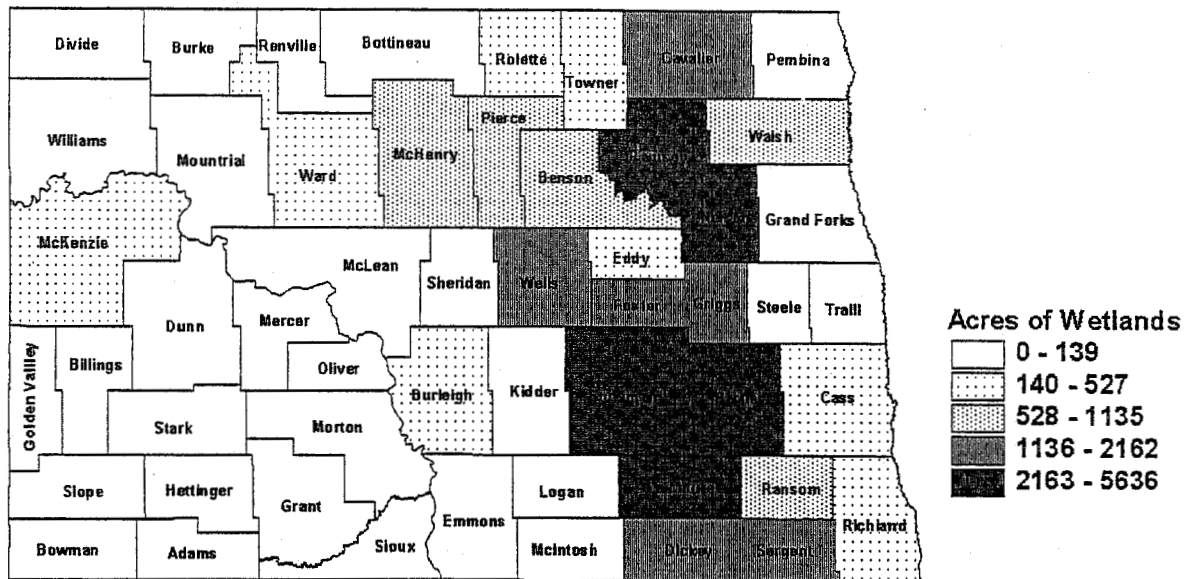 Divide
Burke
Renville
Bottineau
Rolette
Towner
Cavalier
Pembina
Williams
Mountrial
Ward
McHenry
Pierce
Benson
Walsh
Grand Forks
McKenzie
McLean
Sheridan
Wells
Eddy
Foster
Griggs
Steele
Traill
Dunn
Mercer
Oliver
Golden Vallley
Billings
Burleigh
Kidder
Cass
Stark
Morton
Slope
Hettinger
Grant
Emmons
Logan
Ransom
Richland
Bowman
Adams
Sioux
McIntosh
Dickey
Sargent
Acres of Wetlands
0 - 139
140 - 527
528 - 1135
1136 - 2162
2163 - 5636